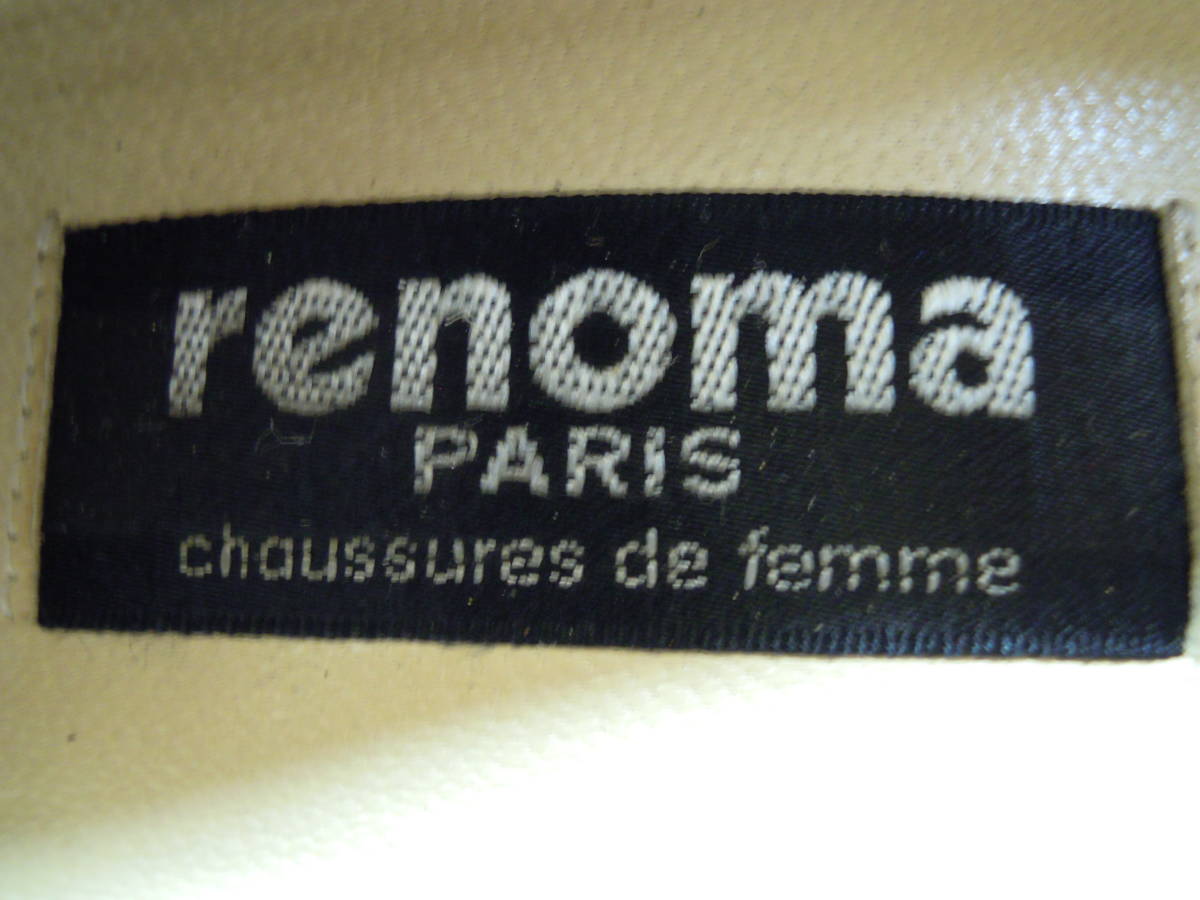 renoma
PARIS
chaussures de femme